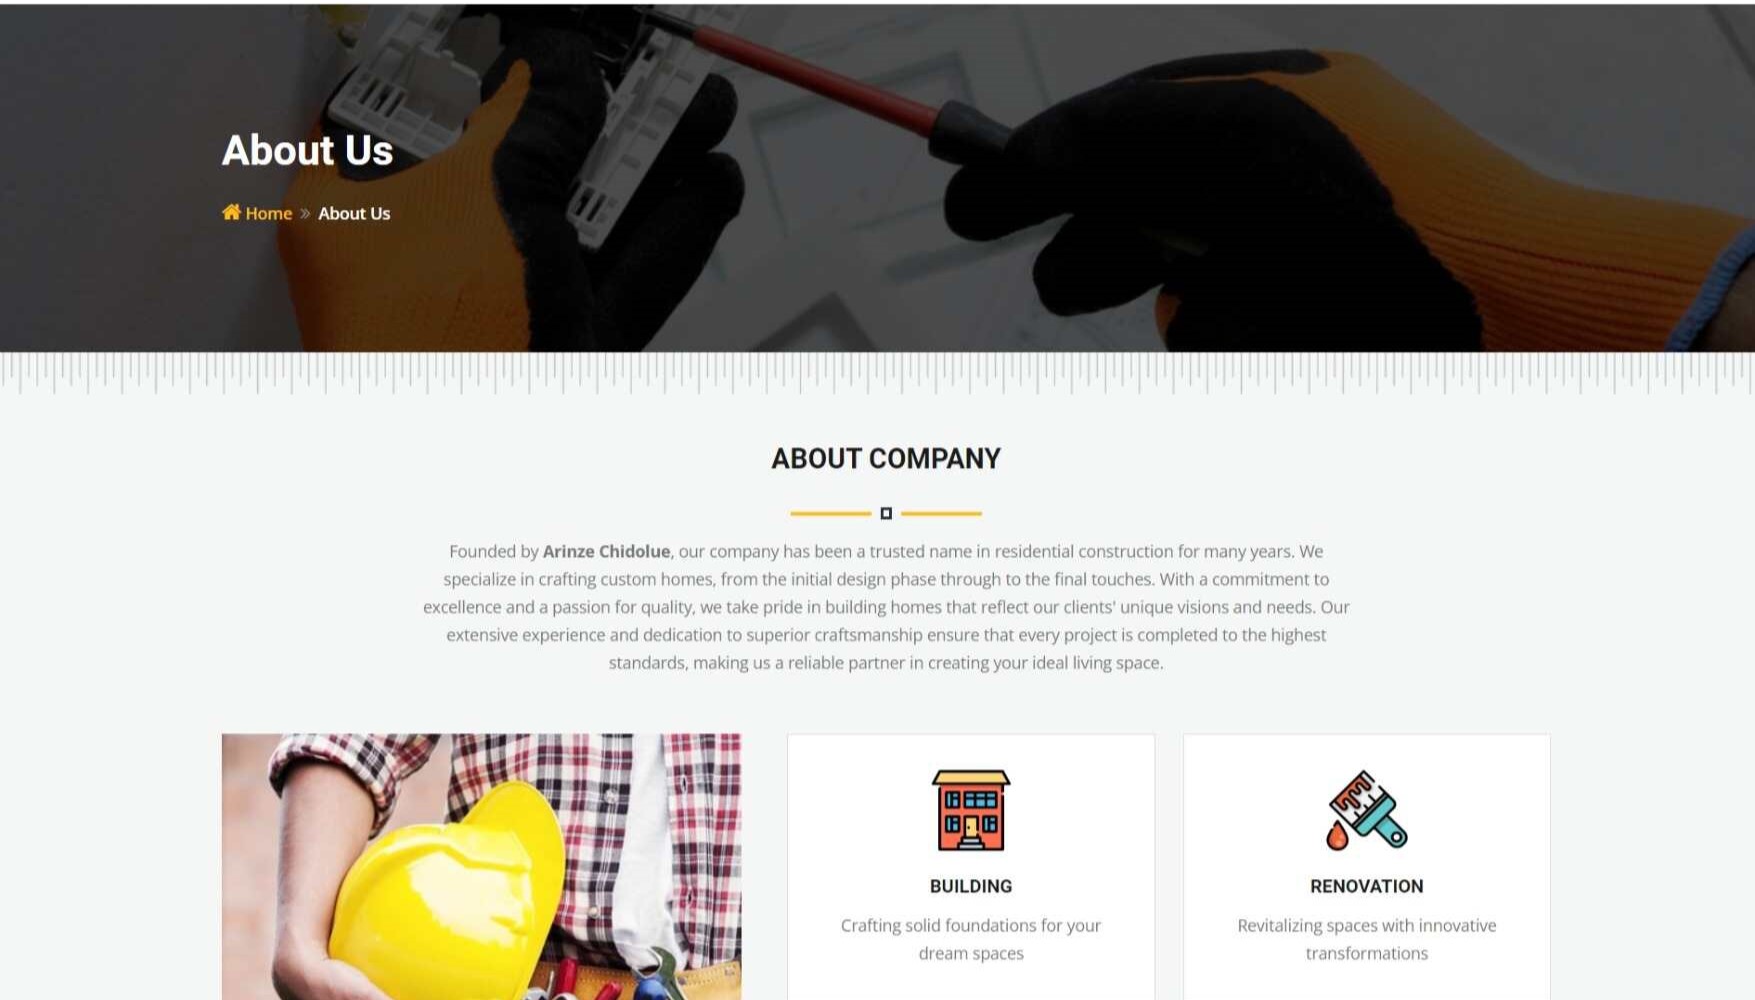 About Us
Home » About Us
ABOUT COMPANY
Founded by Arinze Chidolue, our company has been a trusted name in residential construction for many years. We
specialize in crafting custom homes, from the initial design phase through to the final touches. With a commitment to
excellence and a passion for quality, we take pride in building homes that reflect our clients' unique visions and needs. Our
extensive experience and dedication to superior craftsmanship ensure that every project is completed to the highest
standards, making us a reliable partner in creating your ideal living space.
BUILDING
Crafting solid foundations for your
dream spaces
RENOVATION
Revitalizing spaces with innovative
transformations